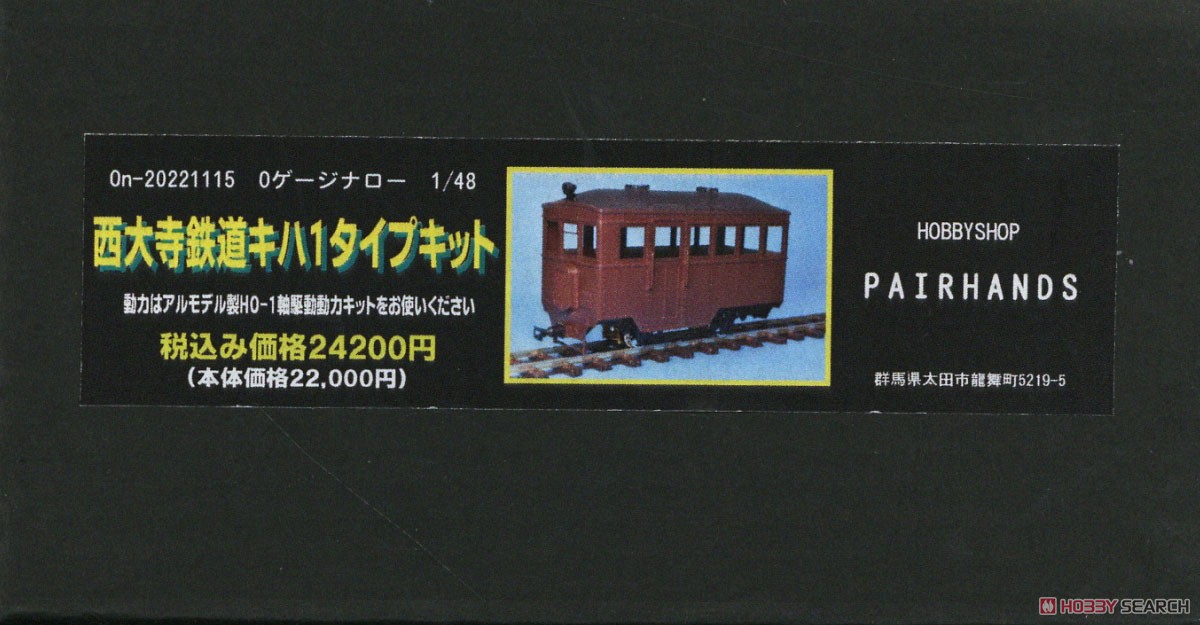 On-20221115 Oゲージナロー 1/48
西大寺鉄道キハ1タイプキット
動力はアルモデル製HO-1軸駆動動力キットをお使いください
税込み価格24200円
(本体価格22,000円)
HOBBYSHOP
PAIRHANDS
群馬県太田市龍舞町5219-5
HOBBY SEARCH